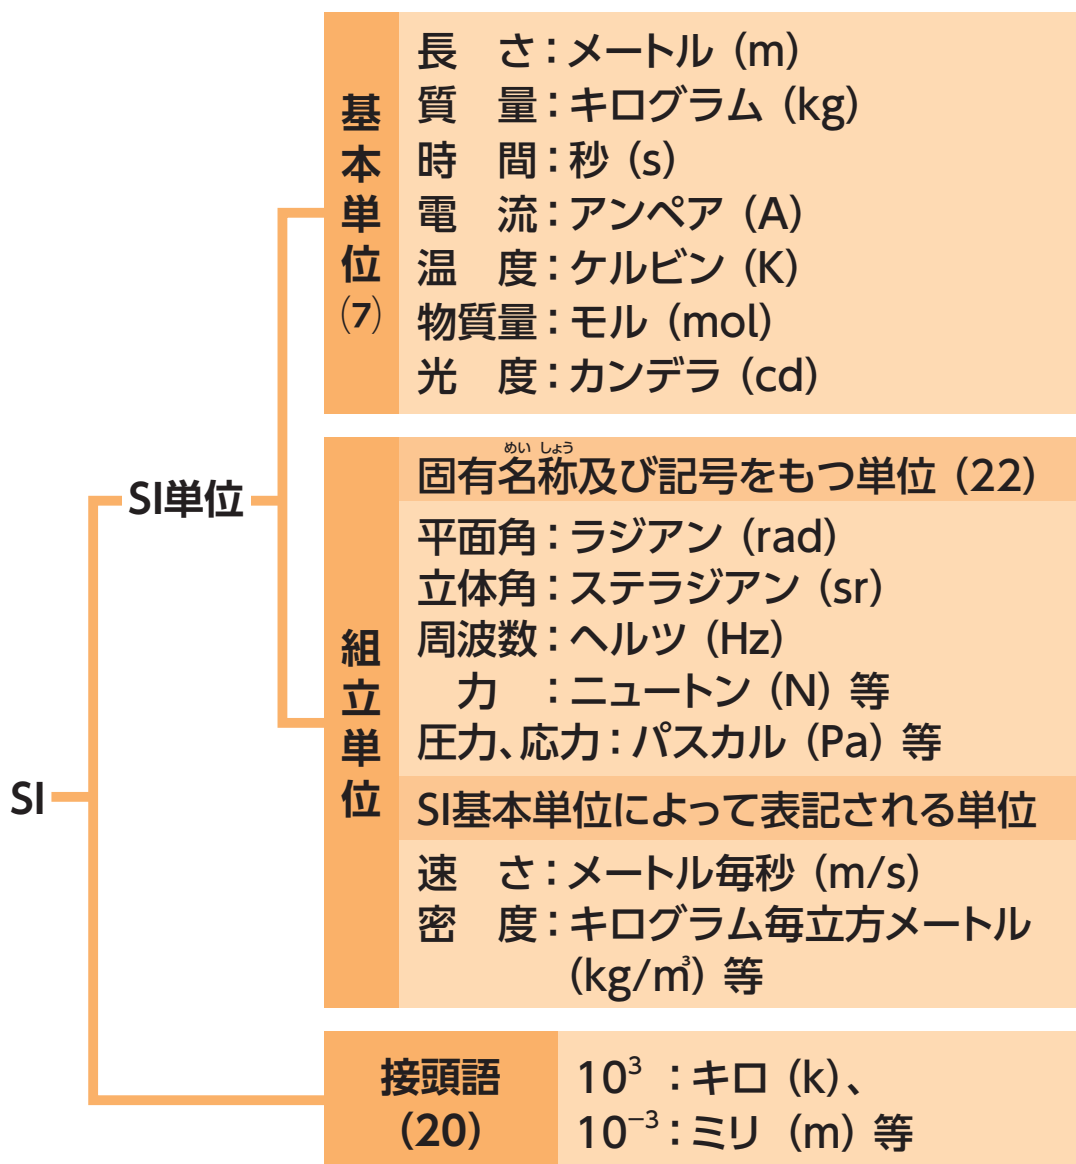 SI
SI単位
基本単位
(7)
長　さ：メートル (m)
質　量：キログラム (kg)
時　間：秒 (s)
電　流：アンペア (A)
温　度：ケルビン (K)
物質量：モル (mol)
光　度：カンデラ (cd)
組立単位
めい しょう
固有名称及び記号をもつ単位 (22)
平面角：ラジアン (rad)
立体角：ステラジアン (sr)
周波数：ヘルツ (Hz)
力　：ニュートン (N) 等
圧力、応力：パスカル (Pa) 等
SI基本単位によって表記される単位
速　さ：メートル毎秒 (m/s)
密　度：キログラム毎立方メートル
(kg/m³) 等
接頭語
(20)
10³ ：キロ (k)、
10⁻³：ミリ (m) 等